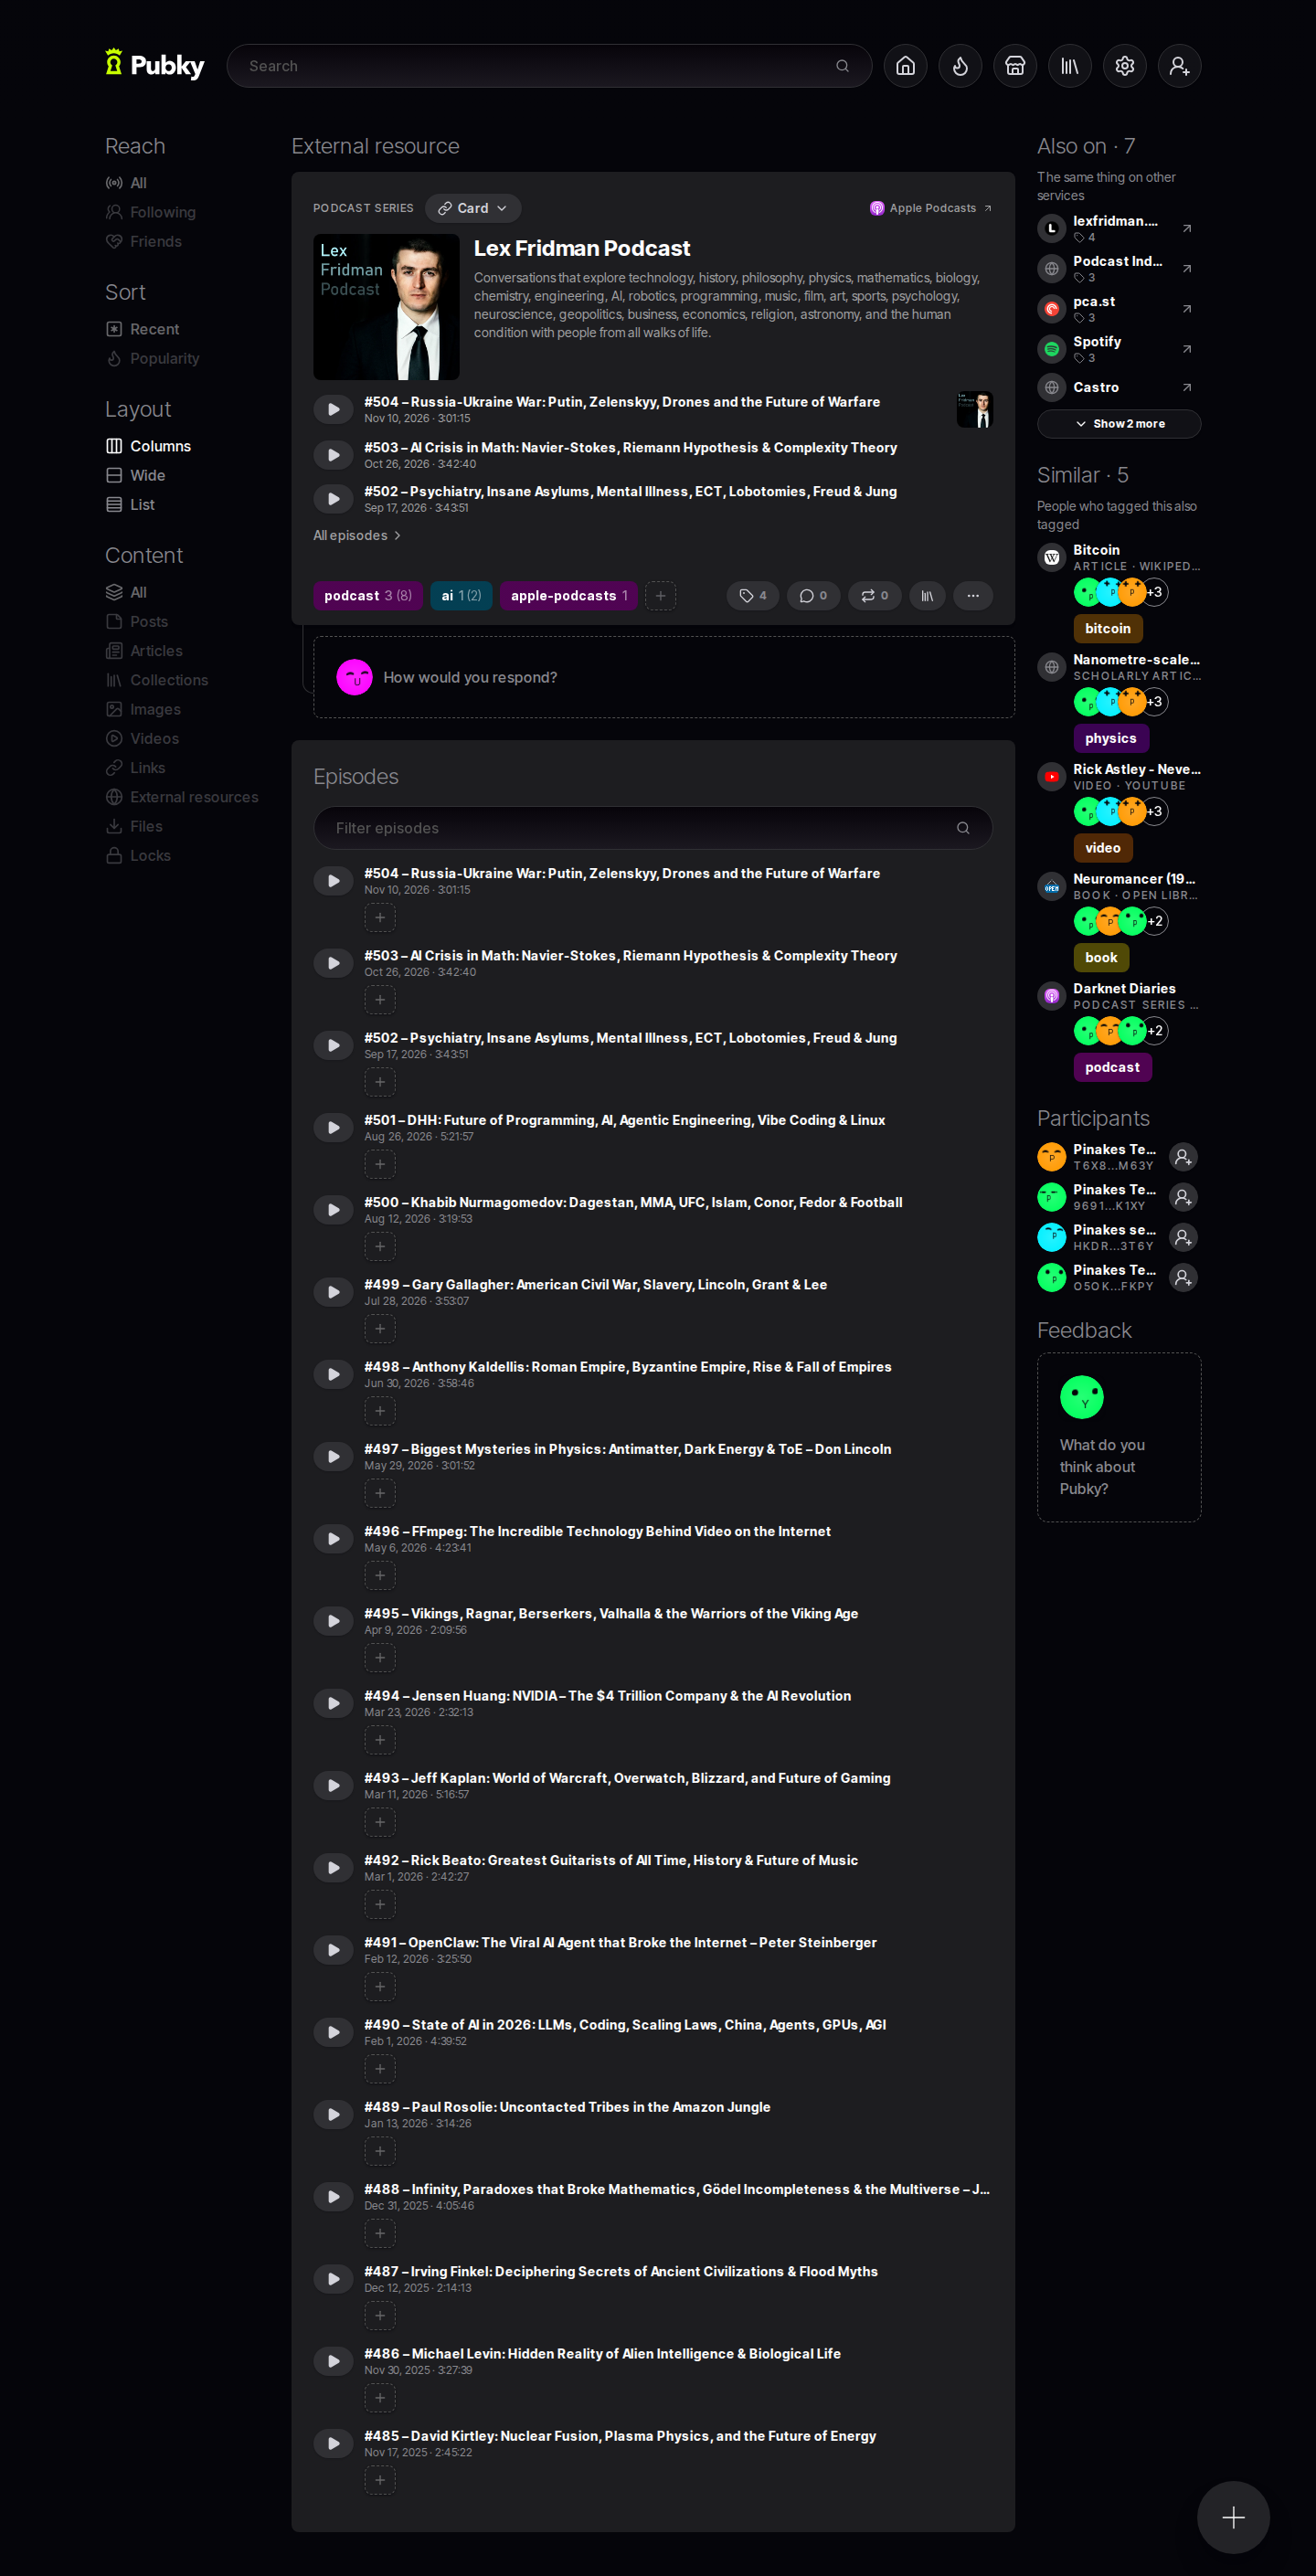 Pubky
Search
Reach
All
Following
Friends
Sort
Recent
Popularity
Layout
Columns
Wide
List
Content
All
Posts
Articles
Collections
Images
Videos
Links
External resources
Files
Locks
External resource
PODCAST SERIES
Card
Apple Podcasts
Lex
Fridman
Podcast
Lex Fridman Podcast
Conversations that explore technology, history, philosophy, physics, mathematics, biology,
chemistry, engineering, AI, robotics, programming, music, film, art, sports, psychology,
neuroscience, geopolitics, business, economics, religion, astronomy, and the human
condition with people from all walks of life.
#504 – Russia-Ukraine War: Putin, Zelenskyy, Drones and the Future of Warfare
Nov 10, 2026 · 3:01:15
#503 – AI Crisis in Math: Navier-Stokes, Riemann Hypothesis & Complexity Theory
Oct 26, 2026 · 3:42:40
#502 – Psychiatry, Insane Asylums, Mental Illness, ECT, Lobotomies, Freud & Jung
Sep 17, 2026 · 3:43:51
All episodes
podcast 3 (8)
ai 1 (2)
apple-podcasts 1
4
0
0
How would you respond?
Episodes
Filter episodes
#504 – Russia-Ukraine War: Putin, Zelenskyy, Drones and the Future of Warfare
Nov 10, 2026 · 3:01:15
#503 – AI Crisis in Math: Navier-Stokes, Riemann Hypothesis & Complexity Theory
Oct 26, 2026 · 3:42:40
#502 – Psychiatry, Insane Asylums, Mental Illness, ECT, Lobotomies, Freud & Jung
Sep 17, 2026 · 3:43:51
#501 – DHH: Future of Programming, AI, Agentic Engineering, Vibe Coding & Linux
Aug 26, 2026 · 5:21:57
#500 – Khabib Nurmagomedov: Dagestan, MMA, UFC, Islam, Conor, Fedor & Football
Aug 12, 2026 · 3:19:53
#499 – Gary Gallagher: American Civil War, Slavery, Lincoln, Grant & Lee
Jul 28, 2026 · 3:53:07
#498 – Anthony Kaldellis: Roman Empire, Byzantine Empire, Rise & Fall of Empires
Jun 30, 2026 · 3:58:46
#497 – Biggest Mysteries in Physics: Antimatter, Dark Energy & ToE – Don Lincoln
May 29, 2026 · 3:01:52
#496 – FFmpeg: The Incredible Technology Behind Video on the Internet
May 6, 2026 · 4:23:41
#495 – Vikings, Ragnar, Berserkers, Valhalla & the Warriors of the Viking Age
Apr 9, 2026 · 2:09:56
#494 – Jensen Huang: NVIDIA – The $4 Trillion Company & the AI Revolution
Mar 23, 2026 · 2:32:13
#493 – Jeff Kaplan: World of Warcraft, Overwatch, Blizzard, and Future of Gaming
Mar 11, 2026 · 5:16:57
#492 – Rick Beato: Greatest Guitarists of All Time, History & Future of Music
Mar 1, 2026 · 2:42:27
#491 – OpenClaw: The Viral AI Agent that Broke the Internet – Peter Steinberger
Feb 12, 2026 · 3:25:50
#490 – State of AI in 2026: LLMs, Coding, Scaling Laws, China, Agents, GPUs, AGI
Feb 1, 2026 · 4:39:52
#489 – Paul Rosolie: Uncontacted Tribes in the Amazon Jungle
Jan 13, 2026 · 3:14:26
#488 – Infinity, Paradoxes that Broke Mathematics, Gödel Incompleteness & the Multiverse – J...
Dec 31, 2025 · 4:05:46
#487 – Irving Finkel: Deciphering Secrets of Ancient Civilizations & Flood Myths
Dec 12, 2025 · 2:14:13
#486 – Michael Levin: Hidden Reality of Alien Intelligence & Biological Life
Nov 30, 2025 · 3:27:39
#485 – David Kirtley: Nuclear Fusion, Plasma Physics, and the Future of Energy
Nov 17, 2025 · 2:45:22
Also on · 7
The same thing on other
services
lexfridman....
4
Podcast Ind...
3
pca.st
3
Spotify
3
Castro
Show 2 more
Similar · 5
People who tagged this also
tagged
Bitcoin
ARTICLE · WIKIPED...
+3
bitcoin
Nanometre-scale...
SCHOLARLY ARTIC...
+3
physics
Rick Astley - Neve...
VIDEO · YOUTUBE
+3
video
Neuromancer (19...
BOOK · OPEN LIBR...
+2
book
Darknet Diaries
PODCAST SERIES ...
+2
podcast
Participants
Pinakes Te...
T6X8...M63Y
Pinakes Te...
9691...K1XY
Pinakes se...
HKDR...3T6Y
Pinakes Te...
O5OK...FKPY
Feedback
What do you
think about
Pubky?